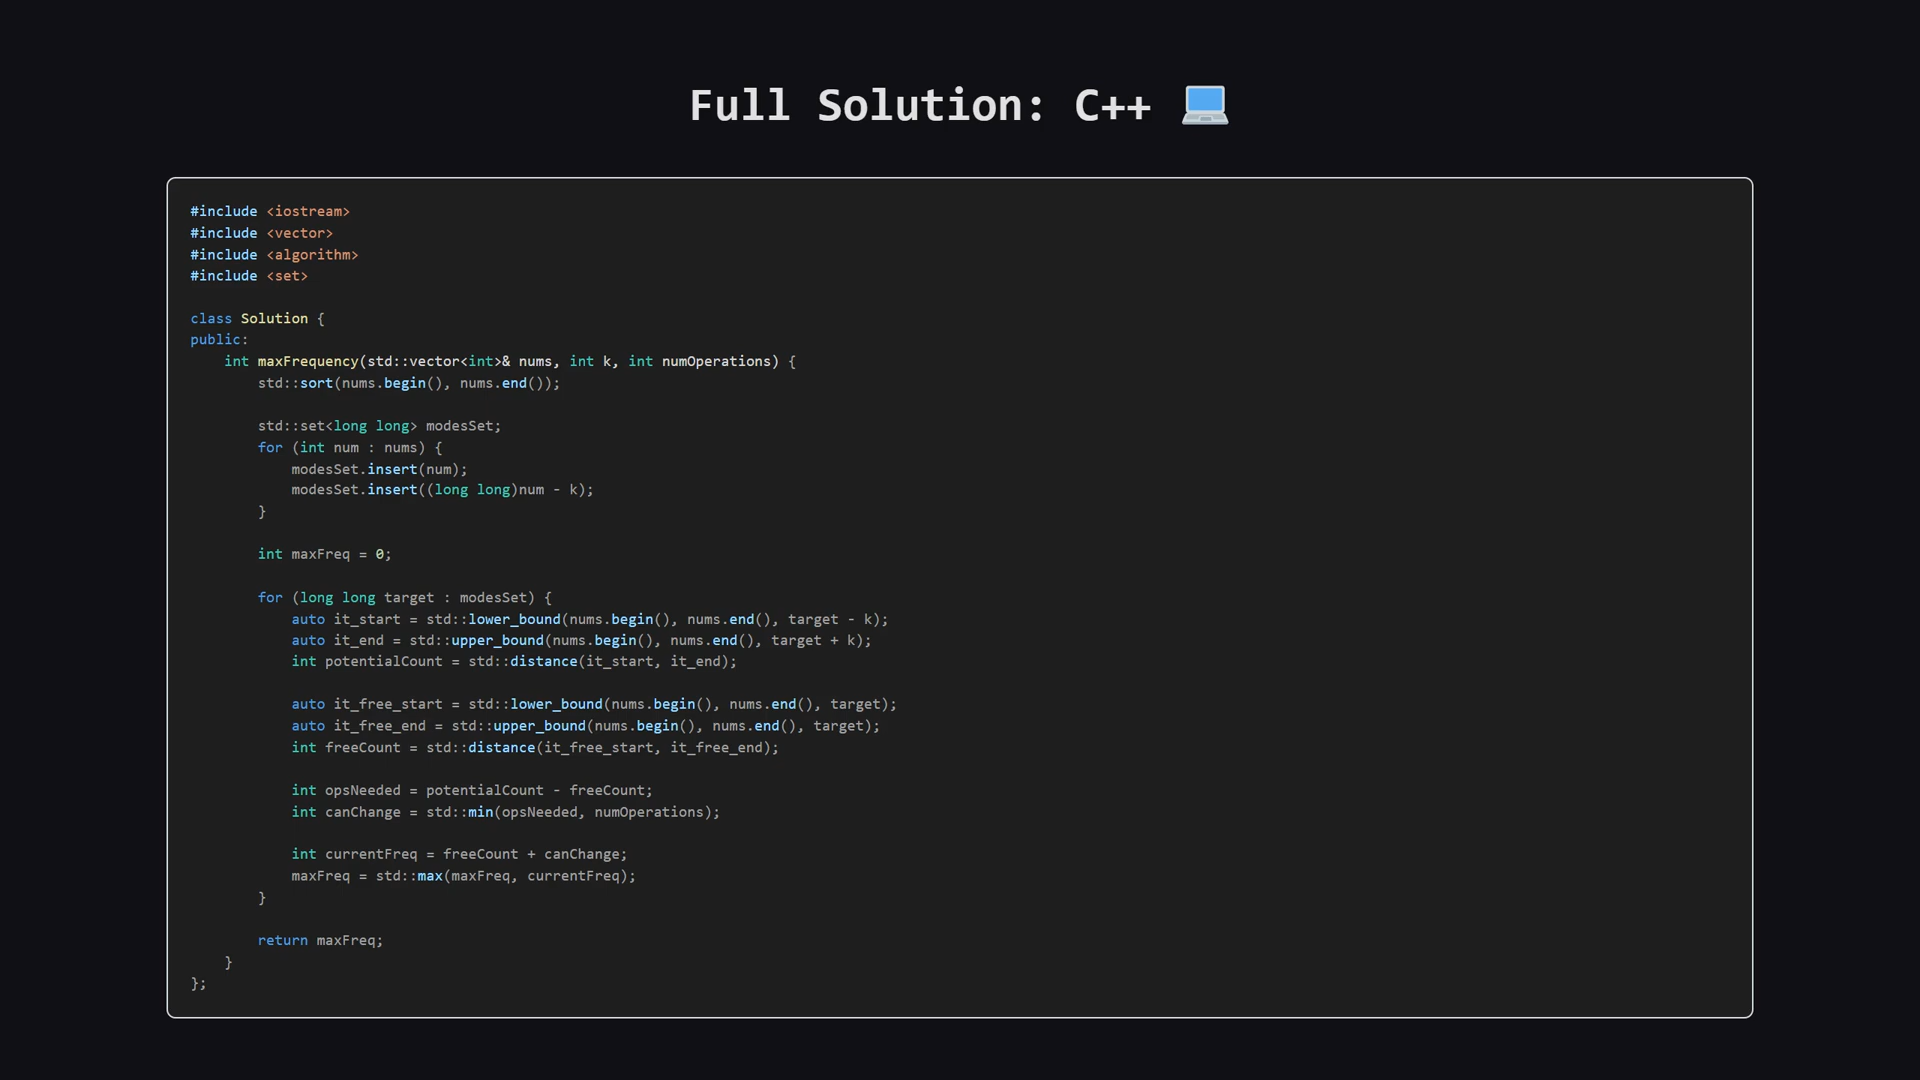 Full Solution: C++ 💻
#include <iostream>
#include <vector>
#include <algorithm>
#include <set>

class Solution {
public:
    int maxFrequency(std::vector<int>& nums, int k, int numOperations) {
        std::sort(nums.begin(), nums.end());

        std::set<long long> modesSet;
        for (int num : nums) {
            modesSet.insert(num);
            modesSet.insert((long long)num - k);
        }

        int maxFreq = 0;

        for (long long target : modesSet) {
            auto it_start = std::lower_bound(nums.begin(), nums.end(), target - k);
            auto it_end = std::upper_bound(nums.begin(), nums.end(), target + k);
            int potentialCount = std::distance(it_start, it_end);

            auto it_free_start = std::lower_bound(nums.begin(), nums.end(), target);
            auto it_free_end = std::upper_bound(nums.begin(), nums.end(), target);
            int freeCount = std::distance(it_free_start, it_free_end);

            int opsNeeded = potentialCount - freeCount;
            int canChange = std::min(opsNeeded, numOperations);

            int currentFreq = freeCount + canChange;
            maxFreq = std::max(maxFreq, currentFreq);
        }

        return maxFreq;
    }
};